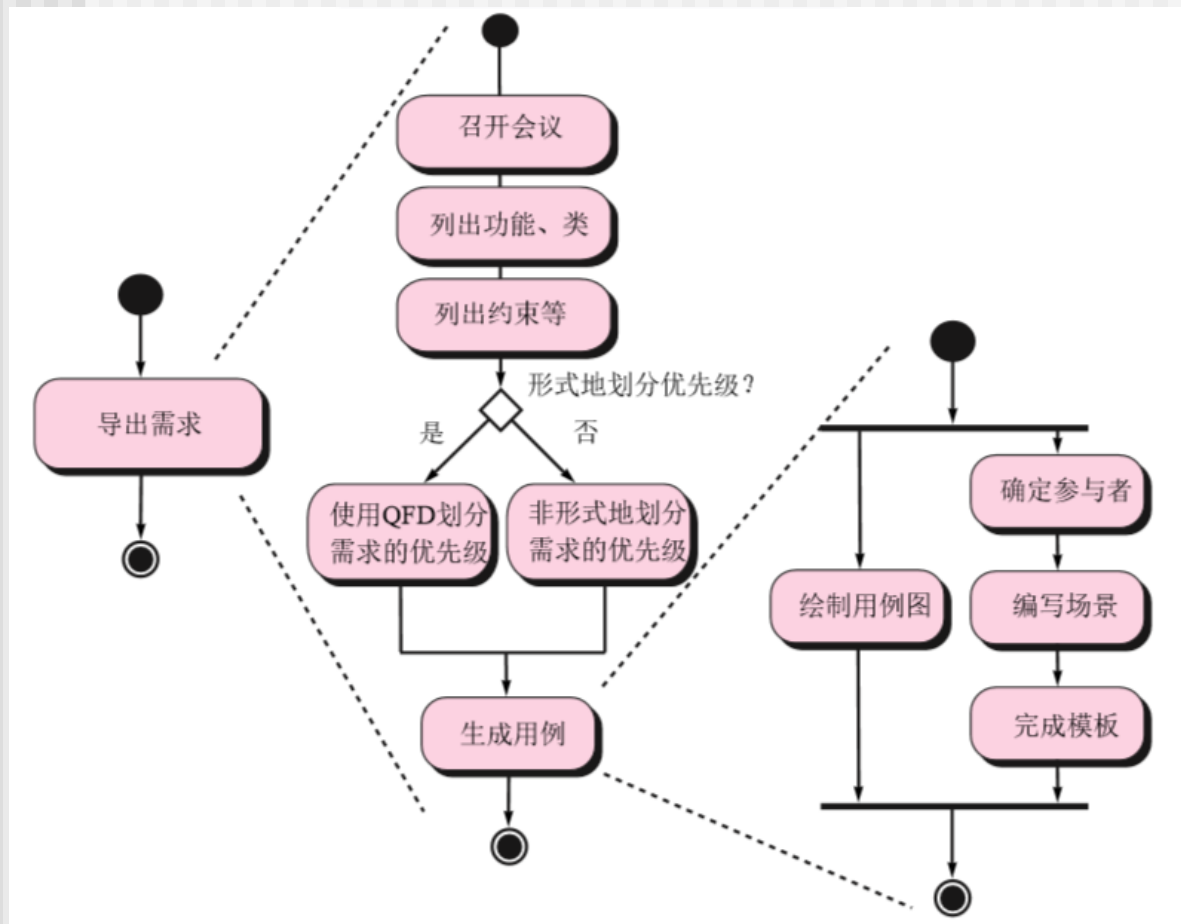 召开会议
列出功能、类
列出约束等
形式地划分优先级？
是
否
导出需求
使用QFD划分
需求的优先级
非形式地划分
需求的优先级
生成用例
确定参与者
绘制用例图
编写场景
完成模板